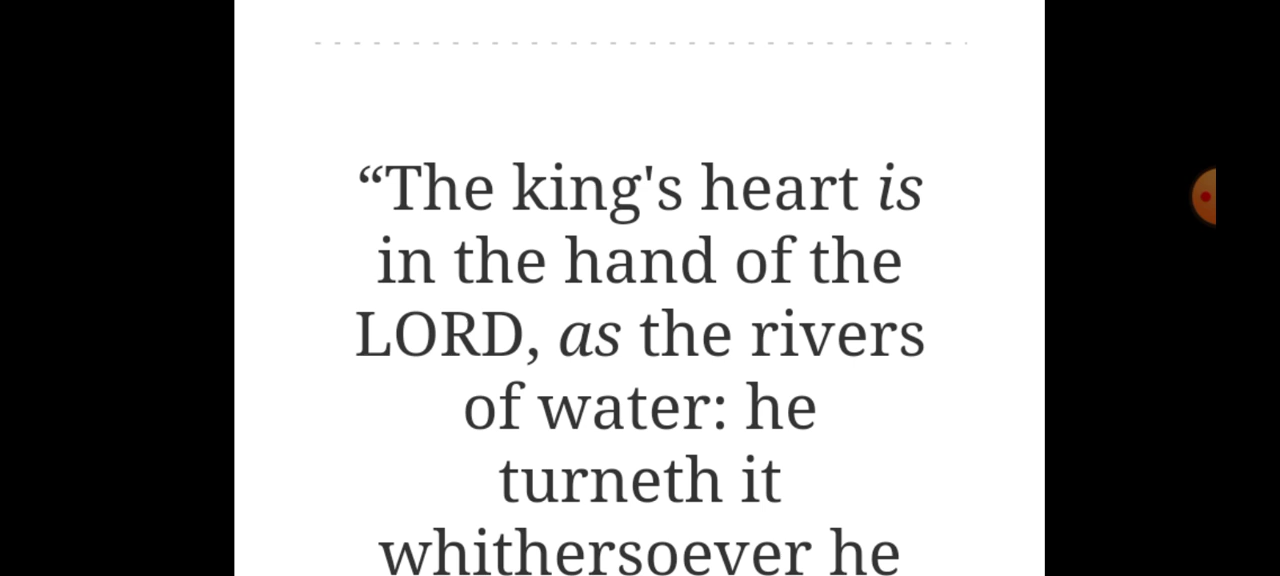 “The king's heart is
in the hand of the
LORD, as the rivers
of water: he
turneth it
whithersoever he